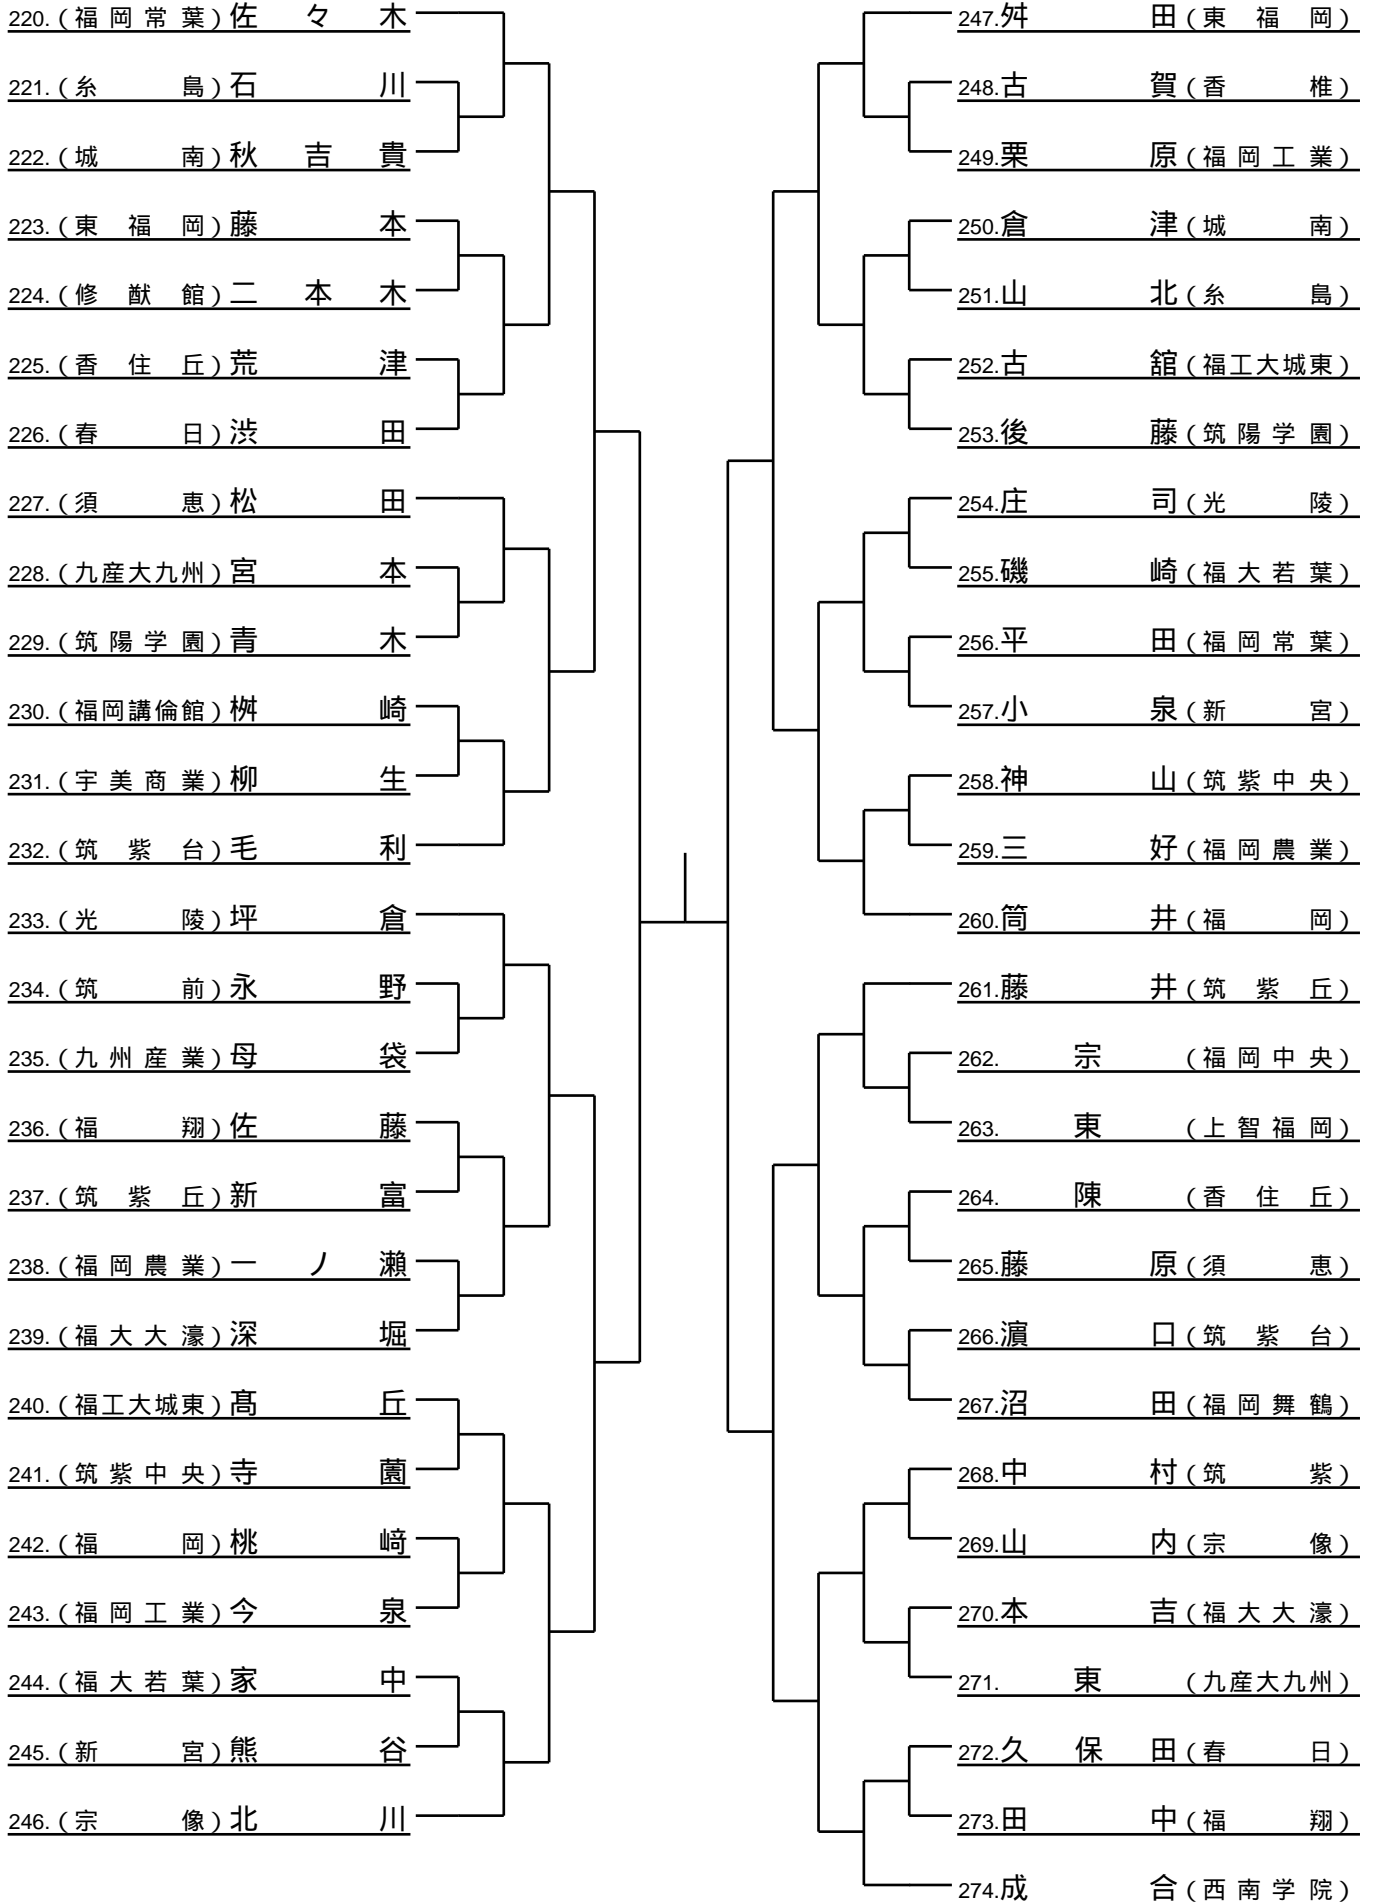 220.(福岡常葉)佐々木
221.(糸島)石川
222.(城南)秋吉貴
223.(東福岡)藤本
224.(修猷館)二本木
225.(香住丘)荒津
226.(春日)渋田
227.(須恵)松田
228.(九産大九州)宮本
229.(筑陽学園)青木
230.(福岡講倫館)桝崎
231.(宇美商業)柳生
232.(筑紫台)毛利
233.(光陵)坪倉
234.(筑前)永野
235.(九州産業)母袋
236.(福翔)佐藤
237.(筑紫丘)新富
238.(福岡農業)一ノ瀬
239.(福大大濠)深堀
240.(福工大城東)髙丘
241.(筑紫中央)寺薗
242.(福岡)桃﨑
243.(福岡工業)今泉
244.(福大若葉)家中
245.(新宮)熊谷
246.(宗像)北川
247.舛田(東福岡)
248.古賀(香椎)
249.栗原(福岡工業)
250.倉津(城南)
251.山北(糸島)
252.古舘(福工大城東)
253.後藤(筑陽学園)
254.庄司(光陵)
255.磯崎(福大若葉)
256.平田(福岡常葉)
257.小泉(新宮)
258.神山(筑紫中央)
259.三好(福岡農業)
260.筒井(福岡)
261.藤井(筑紫丘)
262.宗(福岡中央)
263.東(上智福岡)
264.陳(香住丘)
265.藤原(須恵)
266.濵口(筑紫台)
267.沼田(福岡舞鶴)
268.中村(筑紫)
269.山内(宗像)
270.本吉(福大大濠)
271.東(九産大九州)
272.久保田(春日)
273.田中(福翔)
274.成合(西南学院)